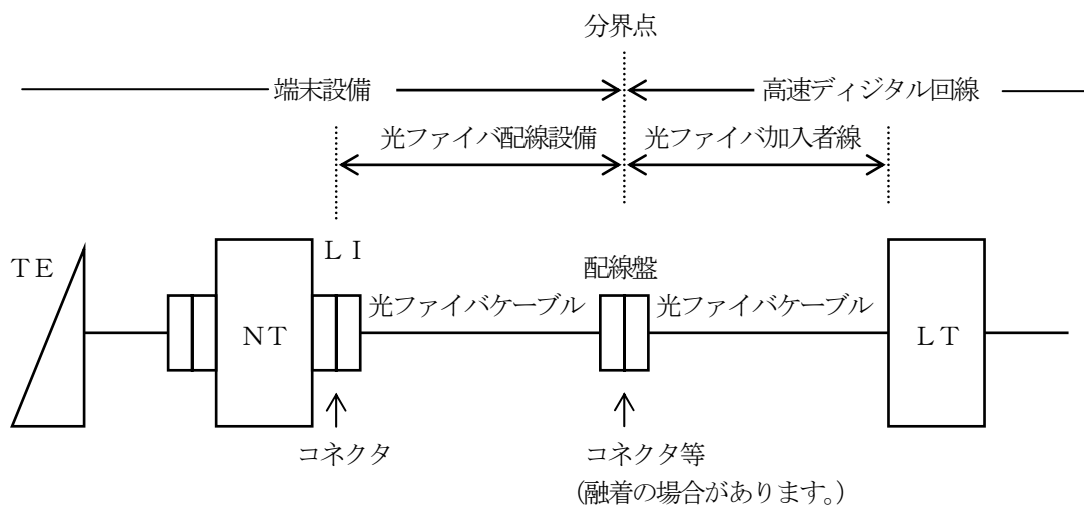 分界点
端末設備
高速ディジタル回線
光ファイバ配線設備
光ファイバ加入者線
ＴＥ
ＬＩ
配線盤
光ファイバケーブル
光ファイバケーブル
ＮＴ
ＬＴ
コネクタ
コネクタ等
(融着の場合があります。)